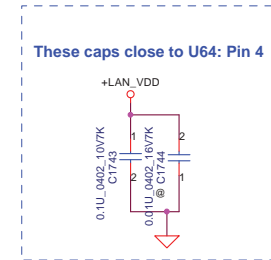 These caps close to U64: Pin 4
+LAN_VDD
0.1U_0402_10V7K
C1743
1
2
0.01U_0402_16V7K
@ C1744
2
1